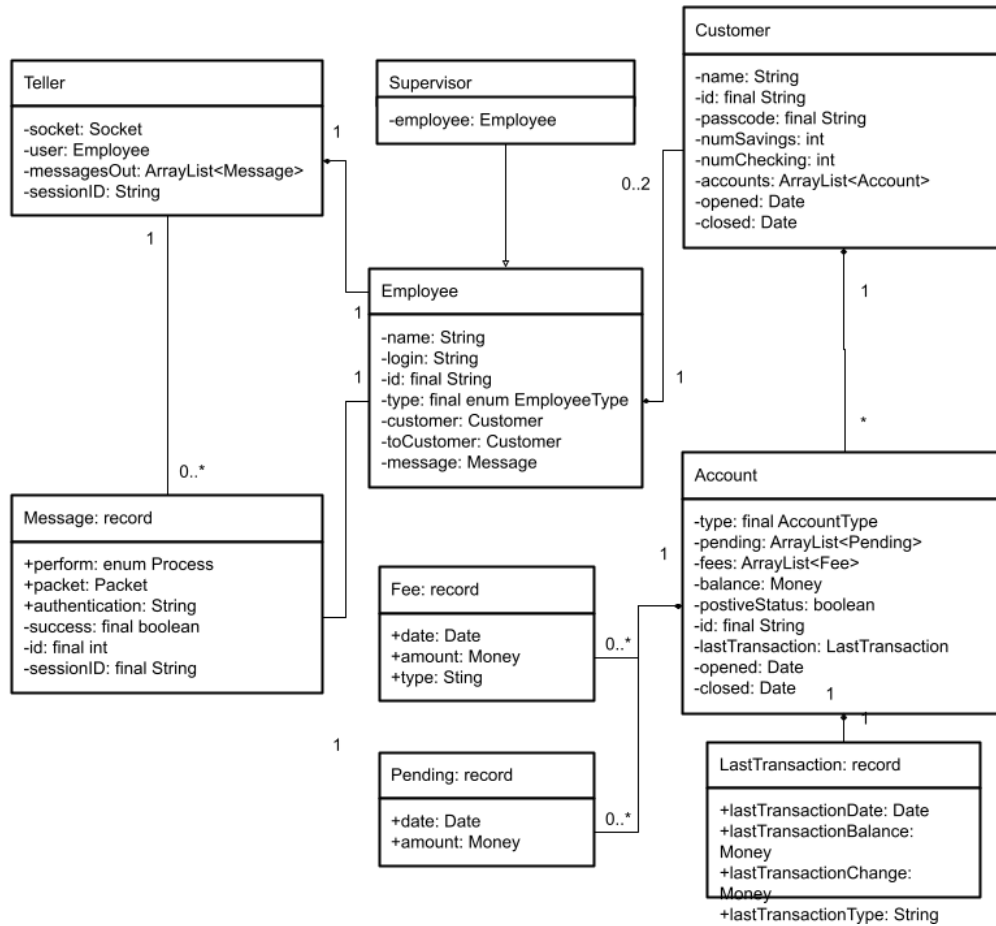 Teller
-socket: Socket
-user: Employee
-messagesOut: ArrayList<Message>
-sessionID: String
1
1
0..*
Supervisor
-employee: Employee
Customer
-name: String
-id: final String
-passcode: final String
-numSavings: int
-numChecking: int
-accounts: ArrayList<Account>
-opened: Date
-closed: Date
0..2
1
1
*
Employee
-name: String
-login: String
-id: final String
-type: final enum EmployeeType
-customer: Customer
-toCustomer: Customer
-message: Message
1
1
Message: record
+perform: enum Process
+packet: Packet
+authentication: String
-success: final boolean
-id: final int
-sessionID: final String
1
Fee: record
+date: Date
+amount: Money
+type: Sting
0..*
Pending: record
+date: Date
+amount: Money
0..*
1
Account
-type: final AccountType
-pending: ArrayList<Pending>
-fees: ArrayList<Fee>
-balance: Money
-postiveStatus: boolean
-id: final String
-lastTransaction: LastTransaction
-opened: Date
-closed: Date
1
1
LastTransaction: record
+lastTransactionDate: Date
+lastTransactionBalance:
Money
+lastTransactionChange:
Money
+lastTransactionType: String